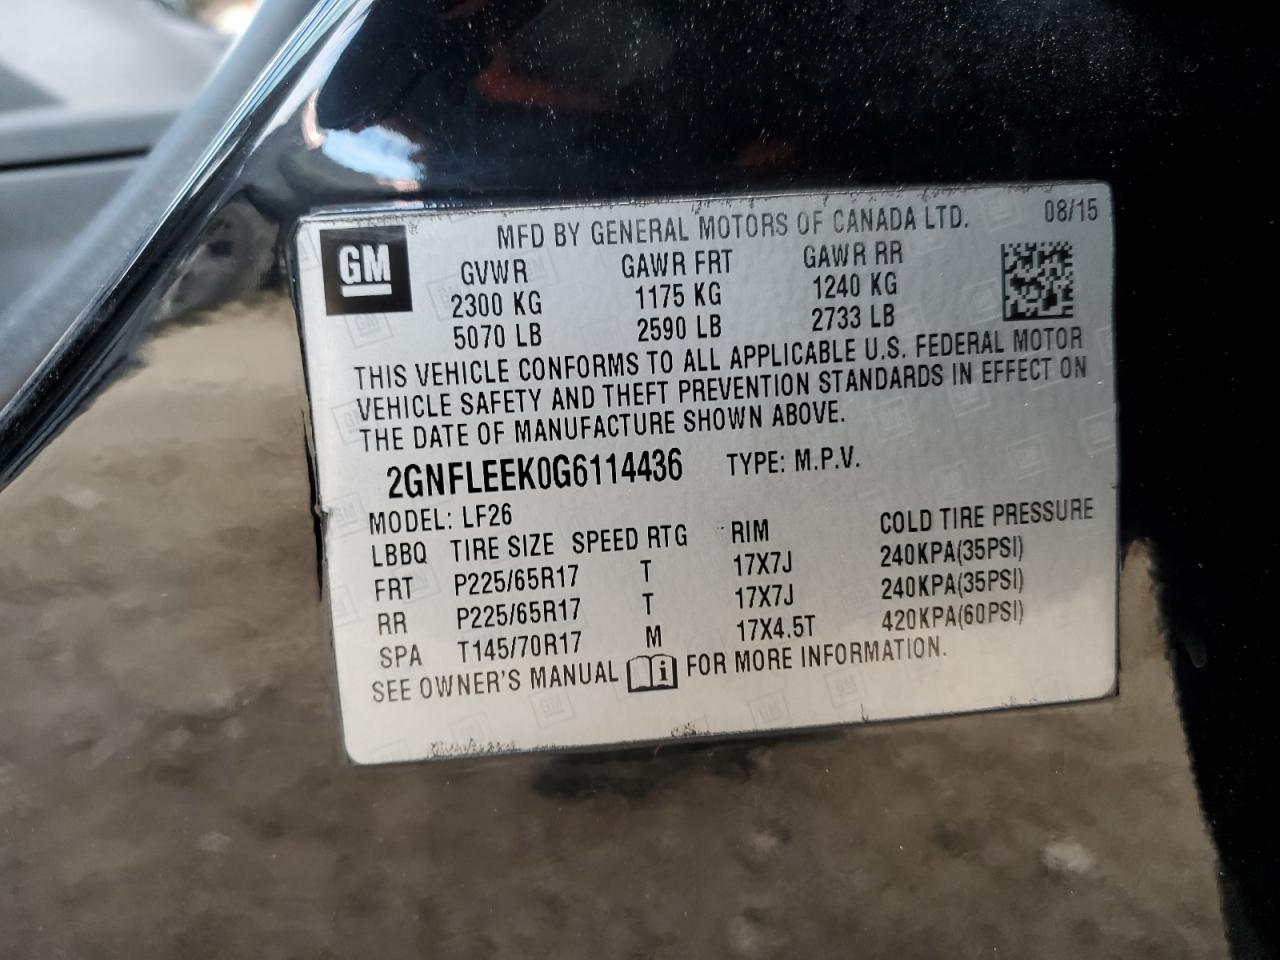 MFD BY GENERAL MOTORS OF CANADA LTD. 08/15
GM
GVWR GAWR FRT GAWR RR
2300 KG 1175 KG 1240 KG
5070 LB 2590 LB 2733 LB
THIS VEHICLE CONFORMS TO ALL APPLICABLE U.S. FEDERAL MOTOR
VEHICLE SAFETY AND THEFT PREVENTION STANDARDS IN EFFECT ON
THE DATE OF MANUFACTURE SHOWN ABOVE.
2GNFLEEK0G6114436 TYPE: M.P.V.
MODEL: LF26
LBBQ TIRE SIZE SPEED RTG RIM COLD TIRE PRESSURE
FRT P225/65R17 T 17X7J 240KPA(35PSI)
RR P225/65R17 T 17X7J 240KPA(35PSI)
SPA T145/70R17 M 17X4.5T 420KPA(60PSI)
SEE OWNER'S MANUAL i FOR MORE INFORMATION.